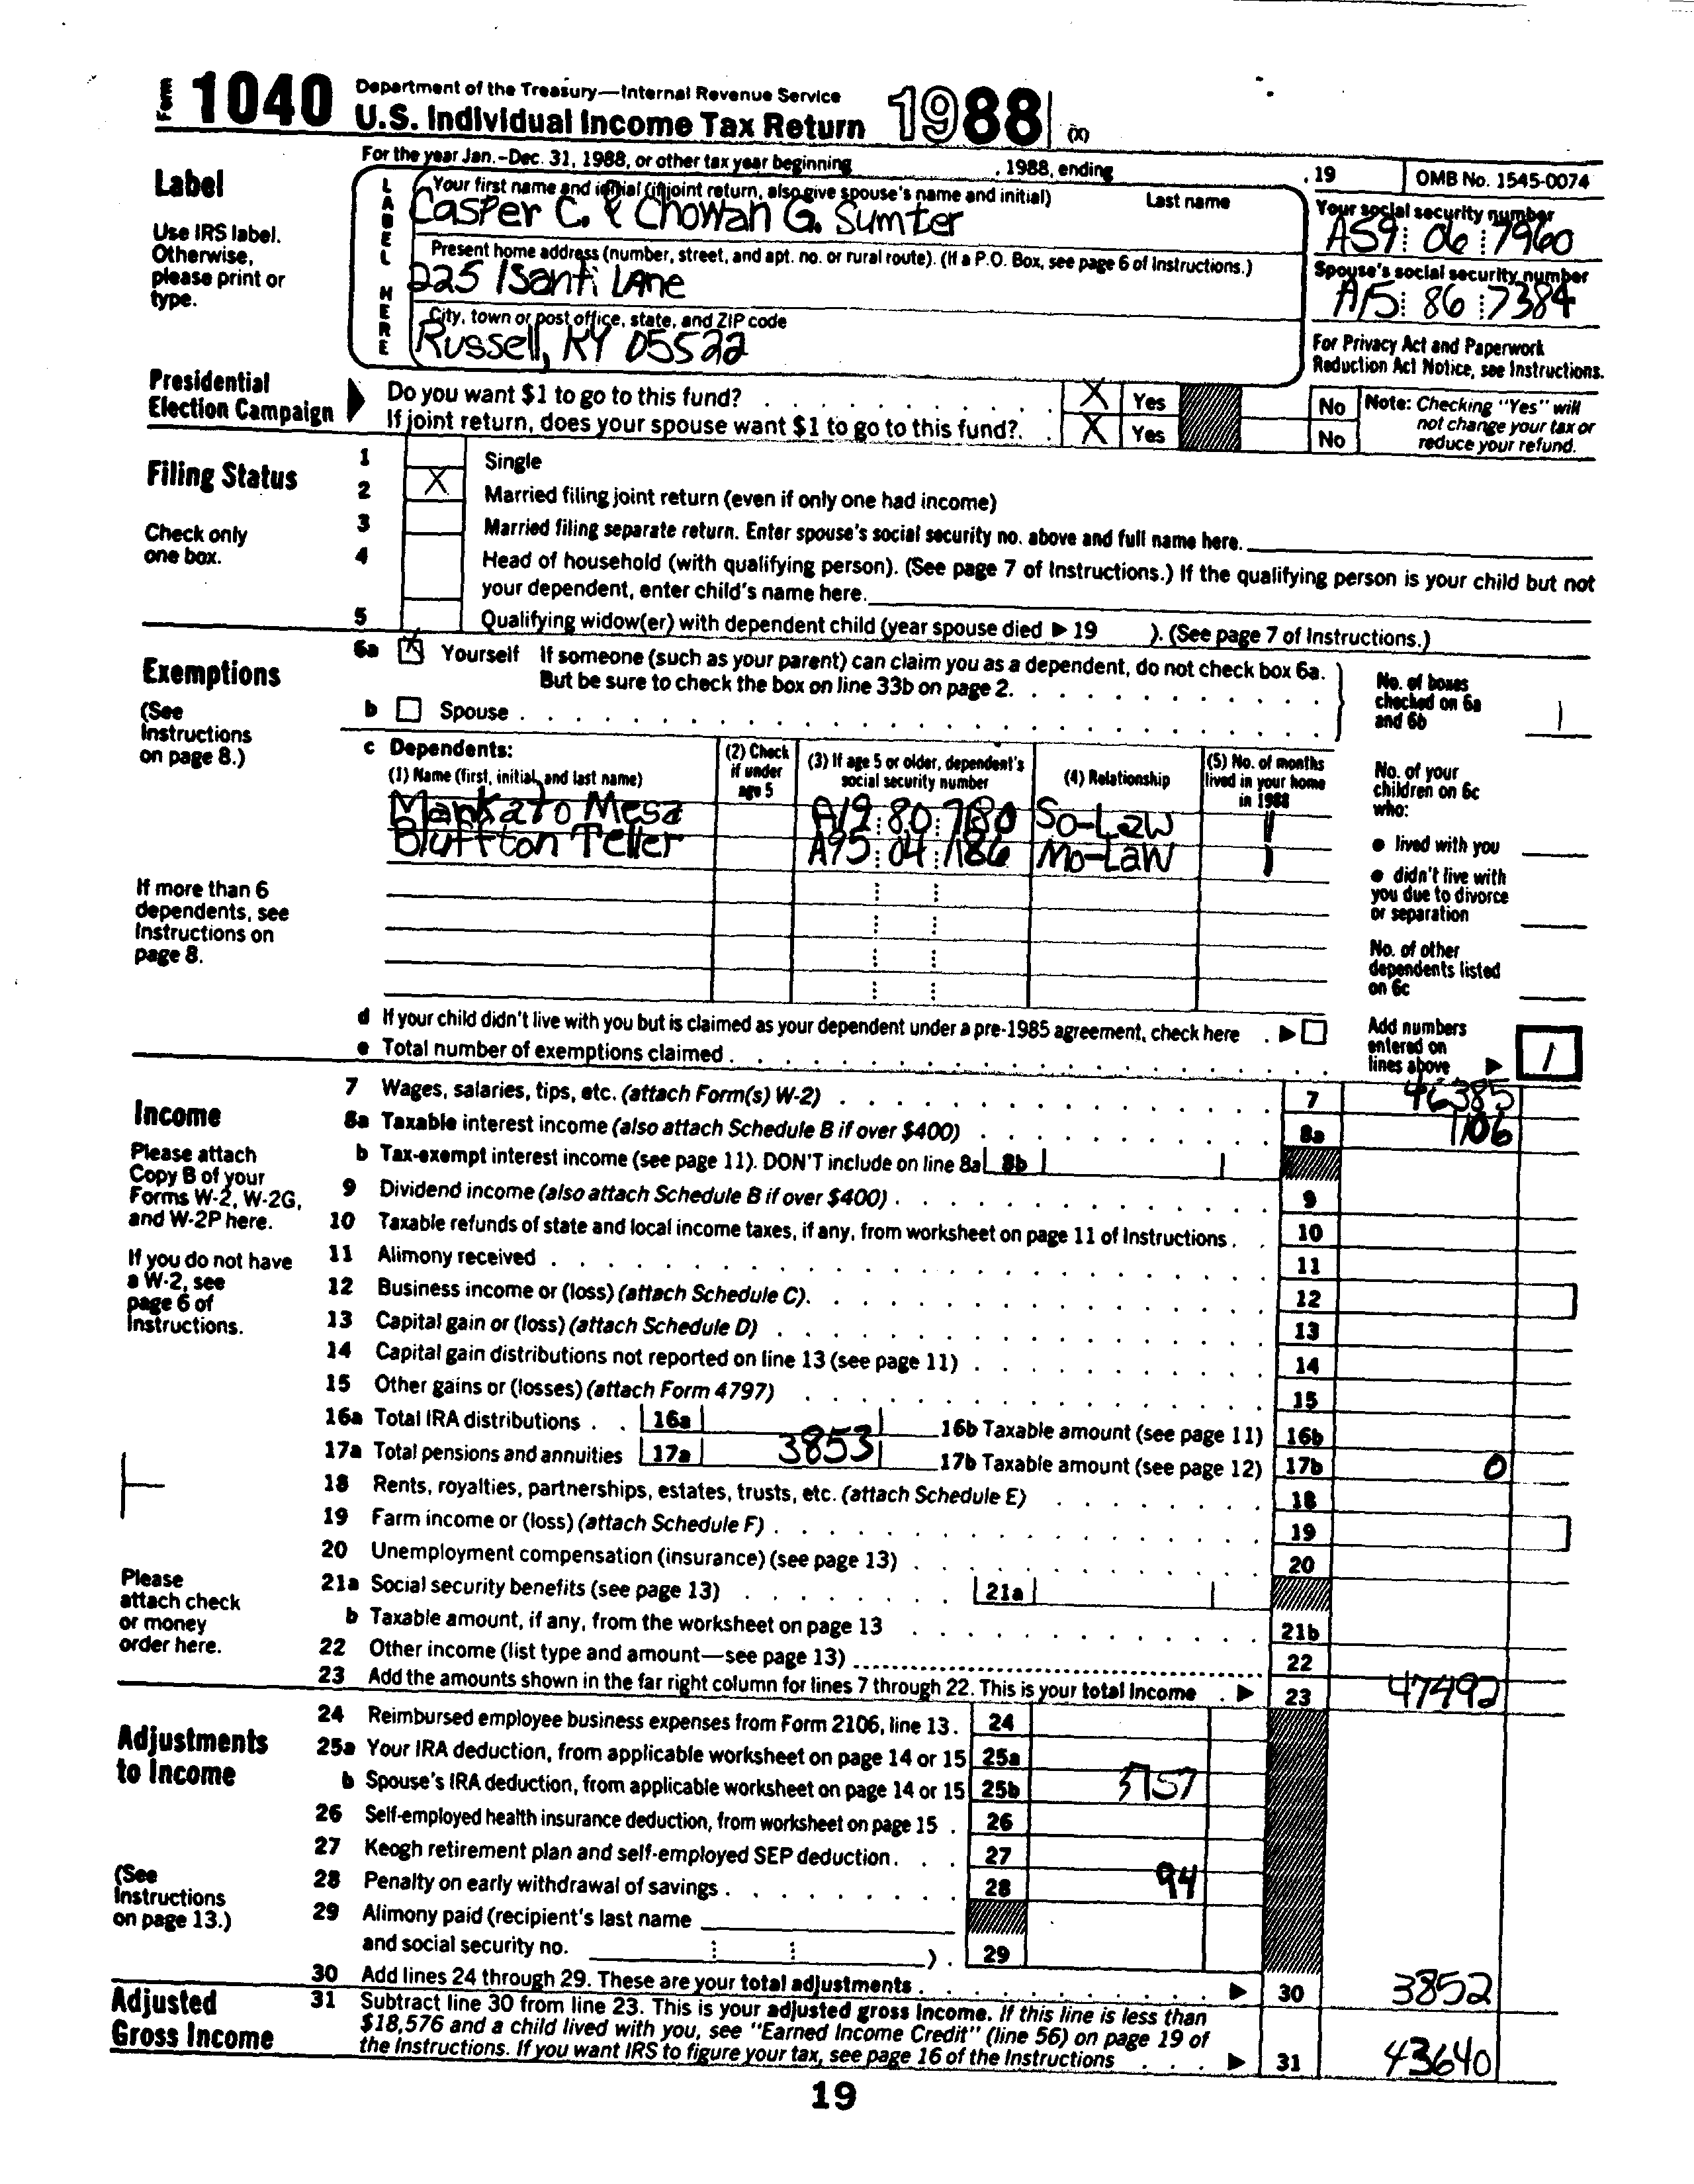 Form 1040 Department of the Treasury—Internal Revenue Service
U.S. Individual Income Tax Return 1988 (X)
For the year Jan.-Dec. 31, 1988, or other tax year beginning , 1988, ending , 19 OMB No. 1545-0074
Label
Use IRS label.
Otherwise,
please print or
type.
LABEL HERE
Your first name and initial (if joint return, also give spouse's name and initial) Last name
Casper C. & Chowan G. Sumter
Your social security number
A59 06 7960
Present home address (number, street, and apt. no. or rural route). (If a P.O. Box, see page 6 of Instructions.)
225 Isanti Lane
Spouse's social security number
A15 86 7384
City, town or post office, state, and ZIP code
Russell, KY 05522
For Privacy Act and Paperwork
Reduction Act Notice, see Instructions.
Presidential
Election Campaign
Do you want $1 to go to this fund? X Yes No
If joint return, does your spouse want $1 to go to this fund?. X Yes No
Note: Checking "Yes" will
not change your tax or
reduce your refund.
Filing Status
Check only
one box.
1 Single
2 X Married filing joint return (even if only one had income)
3 Married filing separate return. Enter spouse's social security no. above and full name here.
4 Head of household (with qualifying person). (See page 7 of Instructions.) If the qualifying person is your child but not
your dependent, enter child's name here.
5 Qualifying widow(er) with dependent child (year spouse died ▶ 19 ). (See page 7 of Instructions.)
Exemptions
(See
Instructions
on page 8.)
6a X Yourself If someone (such as your parent) can claim you as a dependent, do not check box 6a.
But be sure to check the box on line 33b on page 2.
b Spouse
No. of boxes
checked on 6a
and 6b 1
c Dependents:
(1) Name (first, initial, and last name)
(2) Check
if under
age 5
(3) If age 5 or older, dependent's
social security number
(4) Relationship
(5) No. of months
lived in your home
in 1988
Mankato Mesa So-Law 1
Bluffton Teller A95 04 1186 Mo-Law 1
If more than 6
dependents, see
Instructions on
page 8.
No. of your
children on 6c
who:
● lived with you
● didn't live with
you due to divorce
or separation
No. of other
dependents listed
on 6c
d If your child didn't live with you but is claimed as your dependent under a pre-1985 agreement, check here ▶
e Total number of exemptions claimed
Add numbers
entered on
lines above ▶ 1
Income
Please attach
Copy B of your
Forms W-2, W-2G,
and W-2P here.
If you do not have
a W-2, see
page 6 of
Instructions.
7 Wages, salaries, tips, etc. (attach Form(s) W-2) 7 46385
8a Taxable interest income (also attach Schedule B if over $400) 8a 1106
b Tax-exempt interest income (see page 11). DON'T include on line 8a 8b
9 Dividend income (also attach Schedule B if over $400) 9
10 Taxable refunds of state and local income taxes, if any, from worksheet on page 11 of Instructions 10
11 Alimony received 11
12 Business income or (loss) (attach Schedule C). 12
13 Capital gain or (loss) (attach Schedule D) 13
14 Capital gain distributions not reported on line 13 (see page 11) 14
15 Other gains or (losses) (attach Form 4797) 15
16a Total IRA distributions 16a 16b Taxable amount (see page 11) 16b
17a Total pensions and annuities 17a 3853 17b Taxable amount (see page 12) 17b 0
18 Rents, royalties, partnerships, estates, trusts, etc. (attach Schedule E) 18
19 Farm income or (loss) (attach Schedule F) 19
20 Unemployment compensation (insurance) (see page 13) 20
21a Social security benefits (see page 13) 21a
b Taxable amount, if any, from the worksheet on page 13 21b
22 Other income (list type and amount—see page 13) 22
23 Add the amounts shown in the far right column for lines 7 through 22. This is your total income ▶ 23 47492
Please
attach check
or money
order here.
Adjustments
to Income
(See
Instructions
on page 13.)
24 Reimbursed employee business expenses from Form 2106, line 13. 24
25a Your IRA deduction, from applicable worksheet on page 14 or 15 25a
b Spouse's IRA deduction, from applicable worksheet on page 14 or 15 25b 3757
26 Self-employed health insurance deduction, from worksheet on page 15 26
27 Keogh retirement plan and self-employed SEP deduction. 27
28 Penalty on early withdrawal of savings 28 94
29 Alimony paid (recipient's last name
and social security no. ). 29
30 Add lines 24 through 29. These are your total adjustments ▶ 30 3852
Adjusted
Gross Income
31 Subtract line 30 from line 23. This is your adjusted gross income. If this line is less than
$18,576 and a child lived with you, see "Earned Income Credit" (line 56) on page 19 of
the Instructions. If you want IRS to figure your tax, see page 16 of the Instructions ▶ 31 43640
19